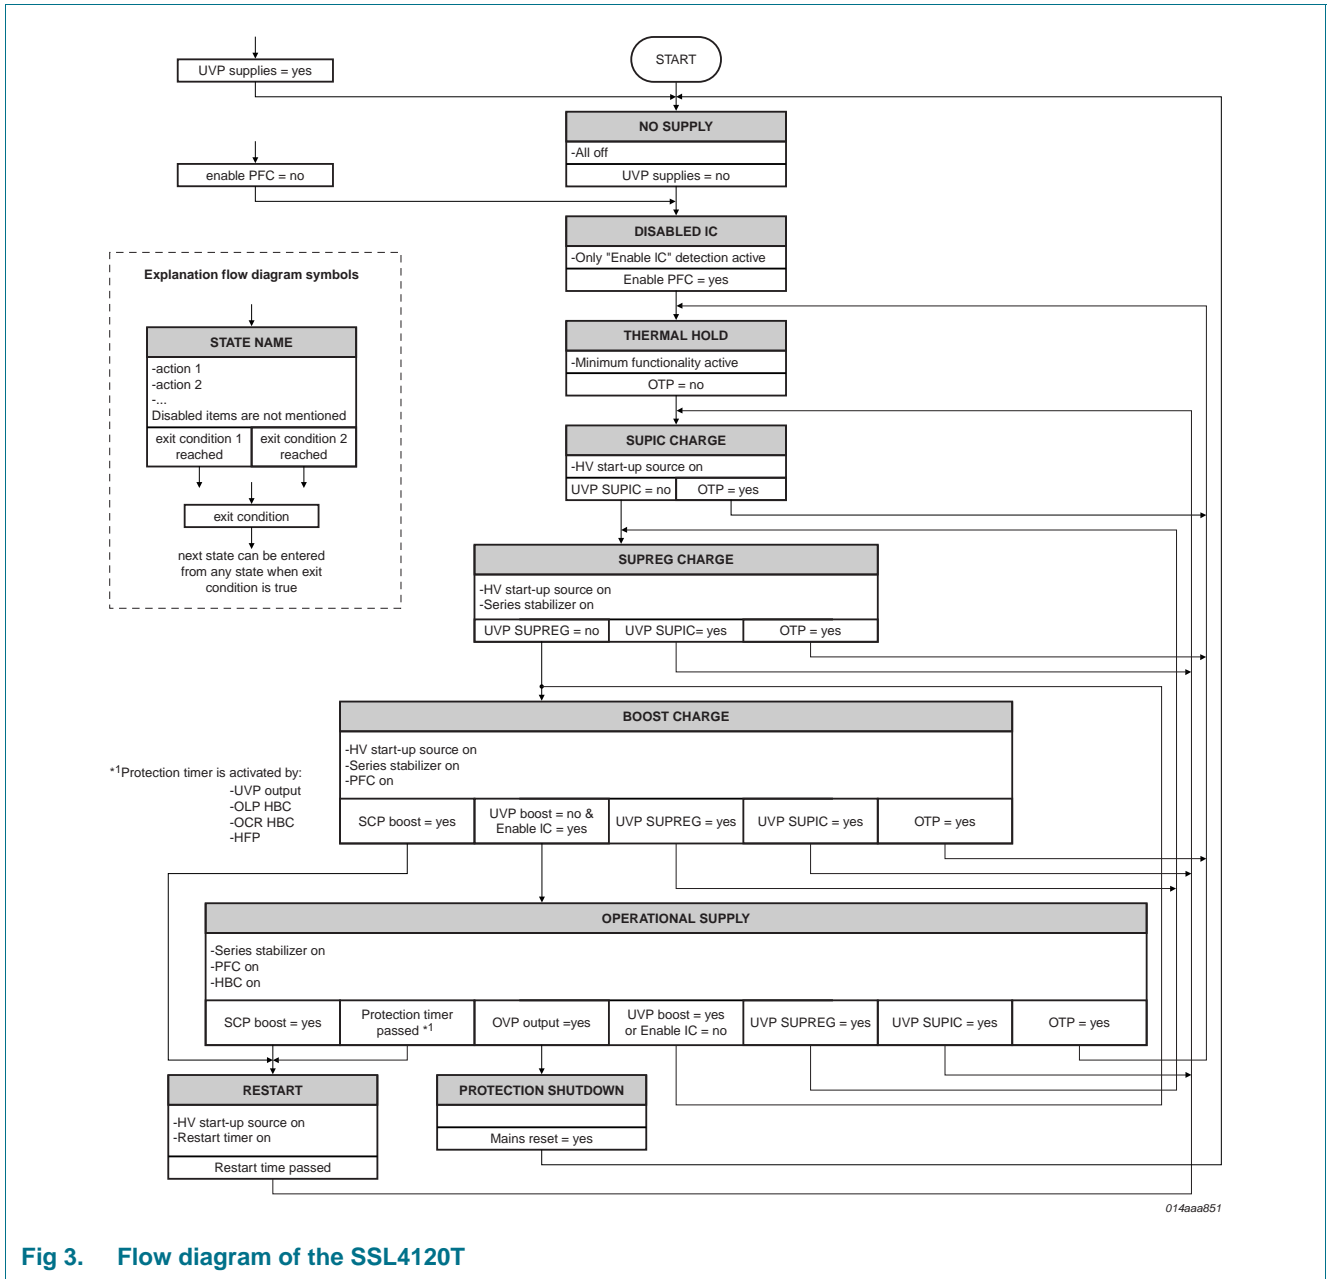 START
UVP supplies = yes
NO SUPPLY
-All off
UVP supplies = no
enable PFC = no
DISABLED IC
-Only "Enable IC" detection active
Enable PFC = yes
Explanation flow diagram symbols
STATE NAME
-action 1
-action 2
-...
Disabled items are not mentioned
exit condition 1
reached
exit condition 2
reached
exit condition
next state can be entered
from any state when exit
condition is true
THERMAL HOLD
-Minimum functionality active
OTP = no
SUPIC CHARGE
-HV start-up source on
UVP SUPIC = no
OTP = yes
SUPREG CHARGE
-HV start-up source on
-Series stabilizer on
UVP SUPREG = no
UVP SUPIC= yes
OTP = yes
BOOST CHARGE
-HV start-up source on
-Series stabilizer on
-PFC on
SCP boost = yes
UVP boost = no &
Enable IC = yes
UVP SUPREG = yes
UVP SUPIC = yes
OTP = yes
*1Protection timer is activated by:
-UVP output
-OLP HBC
-OCR HBC
-HFP
OPERATIONAL SUPPLY
-Series stabilizer on
-PFC on
-HBC on
SCP boost = yes
Protection timer
passed *1
OVP output =yes
UVP boost = yes
or Enable IC = no
UVP SUPREG = yes
UVP SUPIC = yes
OTP = yes
RESTART
-HV start-up source on
-Restart timer on
Restart time passed
PROTECTION SHUTDOWN
Mains reset = yes
014aaa851
Fig 3. Flow diagram of the SSL4120T